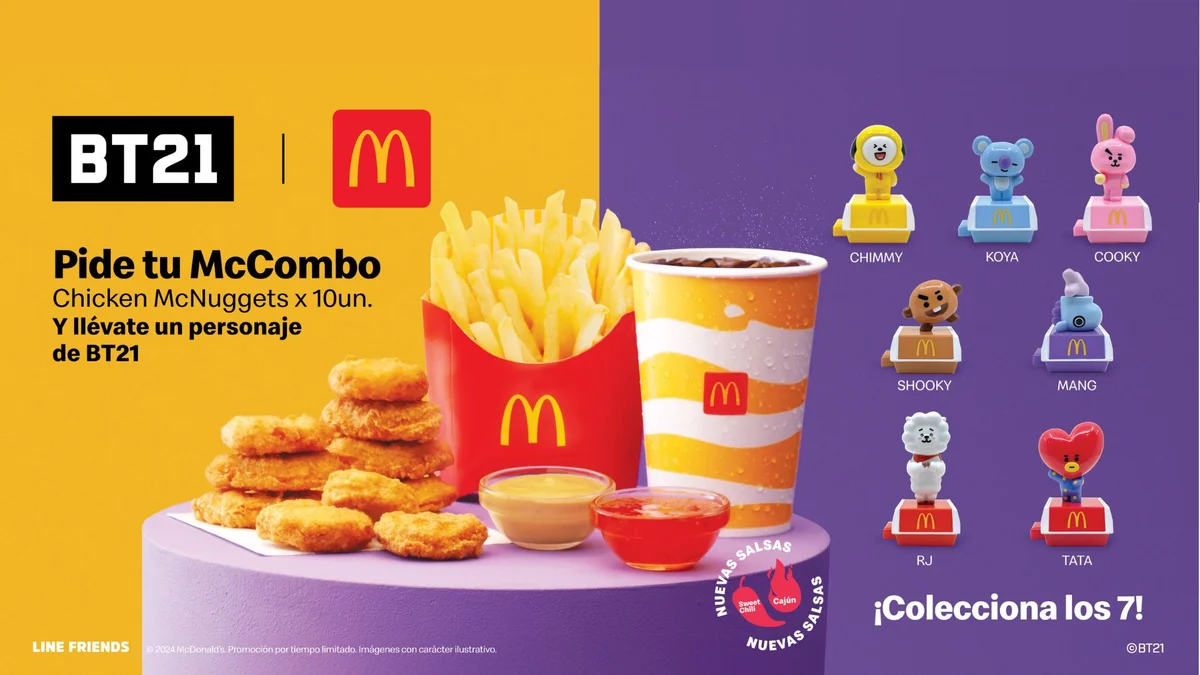 BT21
Pide tu McCombo
Chicken McNuggets x 10un.
Y llévate un personaje
de BT21
CHIMMY
KOYA
COOKY
SHOOKY
MANG
RJ
TATA
NUEVAS SALSAS
Sweet
Chili
Cajún
NUEVAS SALSAS
¡Colecciona los 7!
LINE FRIENDS
© 2024 McDonald's. Promoción por tiempo limitado. Imágenes con carácter ilustrativo.
©BT21